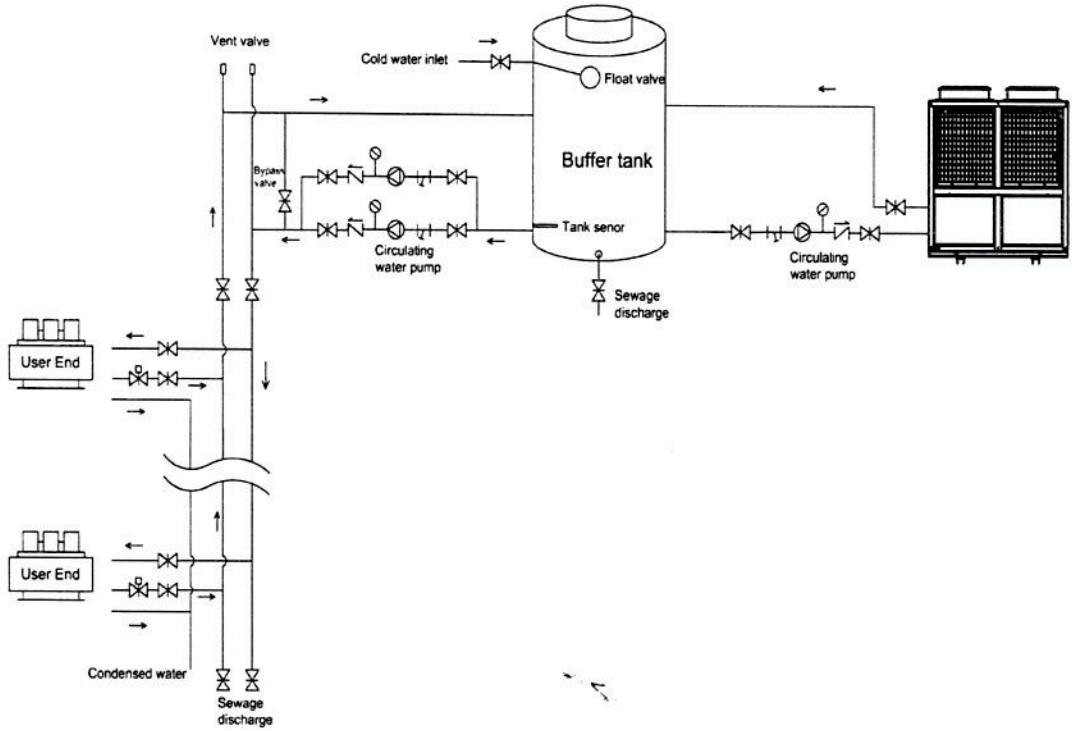 Vent valve
Cold water inlet
Float valve
Buffer tank
Bypass
valve
Tank senor
Circulating
water pump
Circulating
water pump
Sewage
discharge
User End
User End
Condensed water
Sewage
discharge